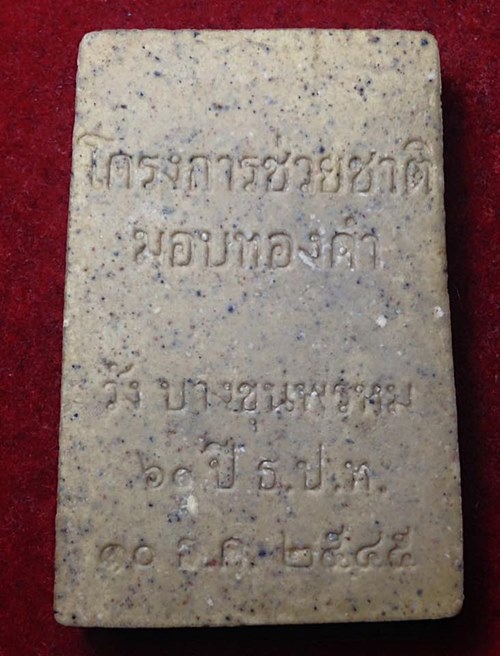 โครงการช่วยชาติ
มอบทองคำ
วัง บางขุนพรหม
๖๐ ปี ธ.ป.ท.
๑๐ ธ.ค. ๒๕๔๕